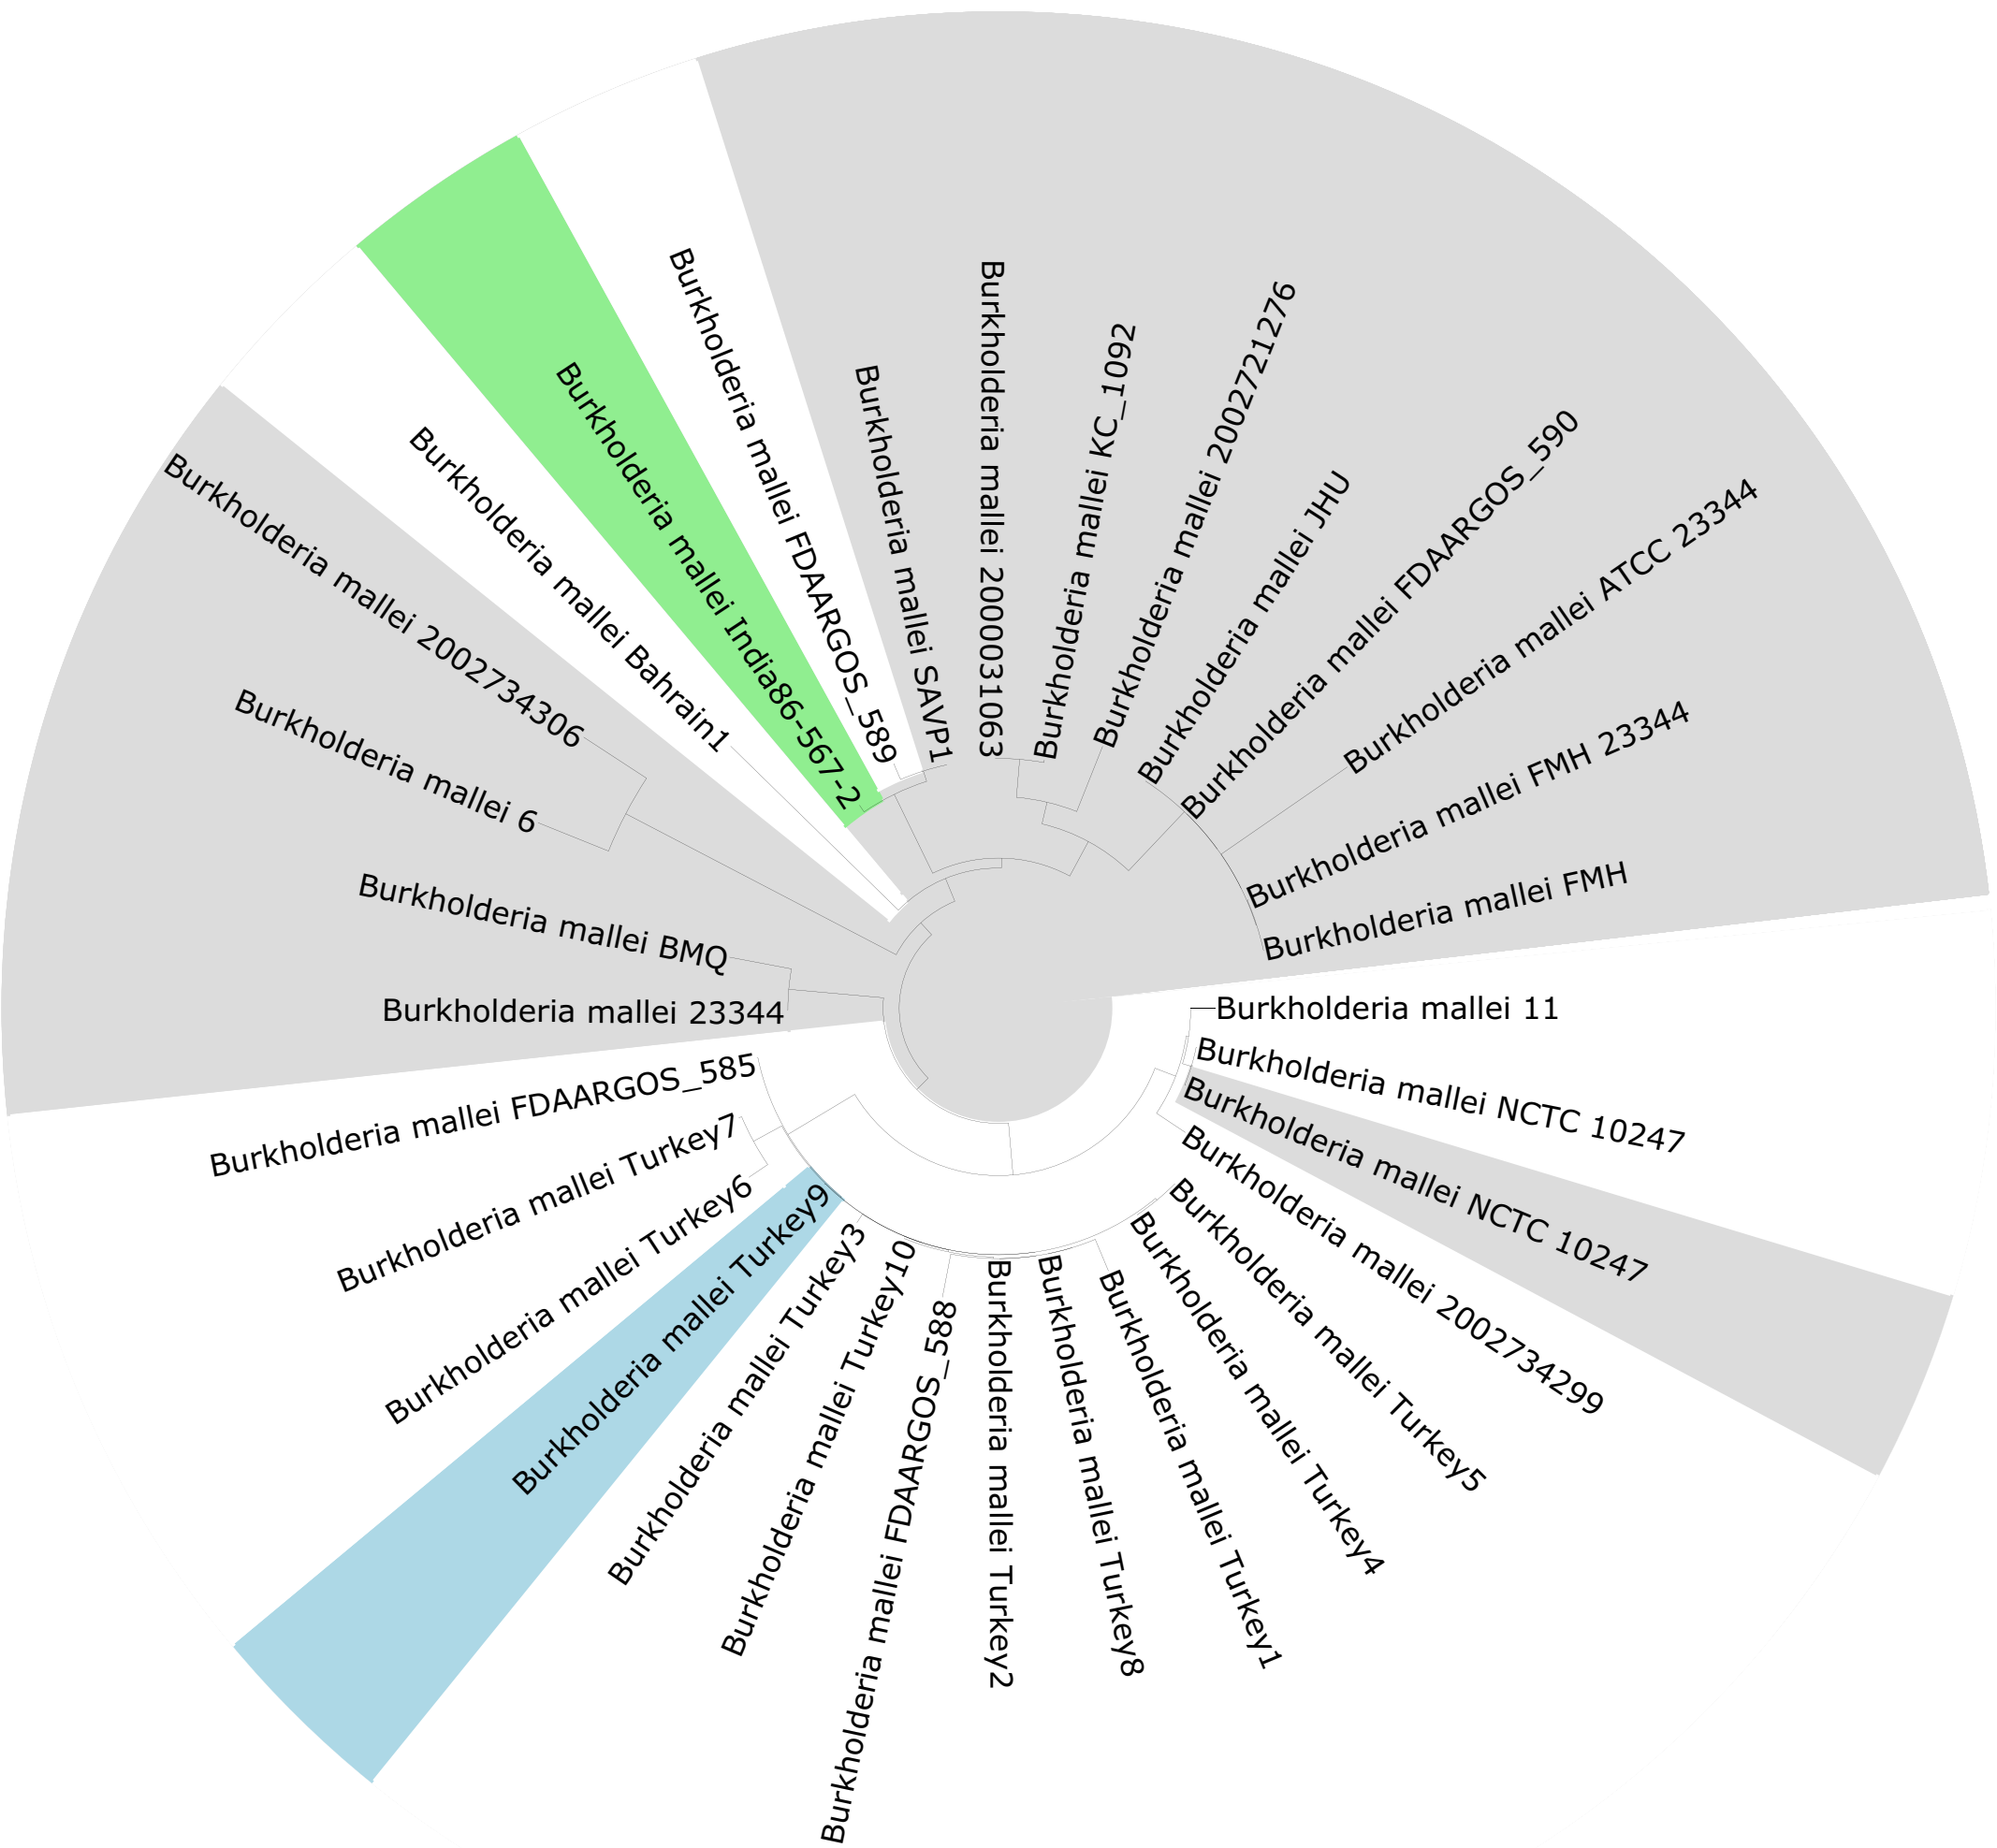 Burkholderia mallei FDAARGOS_589
Burkholderia mallei SAVP1
Burkholderia mallei 2000031063
Burkholderia mallei KC_1092
Burkholderia mallei 2002721276
Burkholderia mallei JHU
Burkholderia mallei FDAARGOS_590
Burkholderia mallei ATCC 23344
Burkholderia mallei FMH 23344
Burkholderia mallei FMH
Burkholderia mallei 11
Burkholderia mallei NCTC 10247
Burkholderia mallei NCTC 10247
Burkholderia mallei 2002734299
Burkholderia mallei Turkey5
Burkholderia mallei Turkey4
Burkholderia mallei Turkey1
Burkholderia mallei Turkey8
Burkholderia mallei Turkey2
Burkholderia mallei FDAARGOS_588
Burkholderia mallei Turkey10
Burkholderia mallei Turkey3
Burkholderia mallei Turkey9
Burkholderia mallei Turkey6
Burkholderia mallei Turkey7
Burkholderia mallei FDAARGOS_585
Burkholderia mallei 23344
Burkholderia mallei BMQ
Burkholderia mallei 6
Burkholderia mallei 2002734306
Burkholderia mallei Bahrain1
Burkholderia mallei India86-567-2